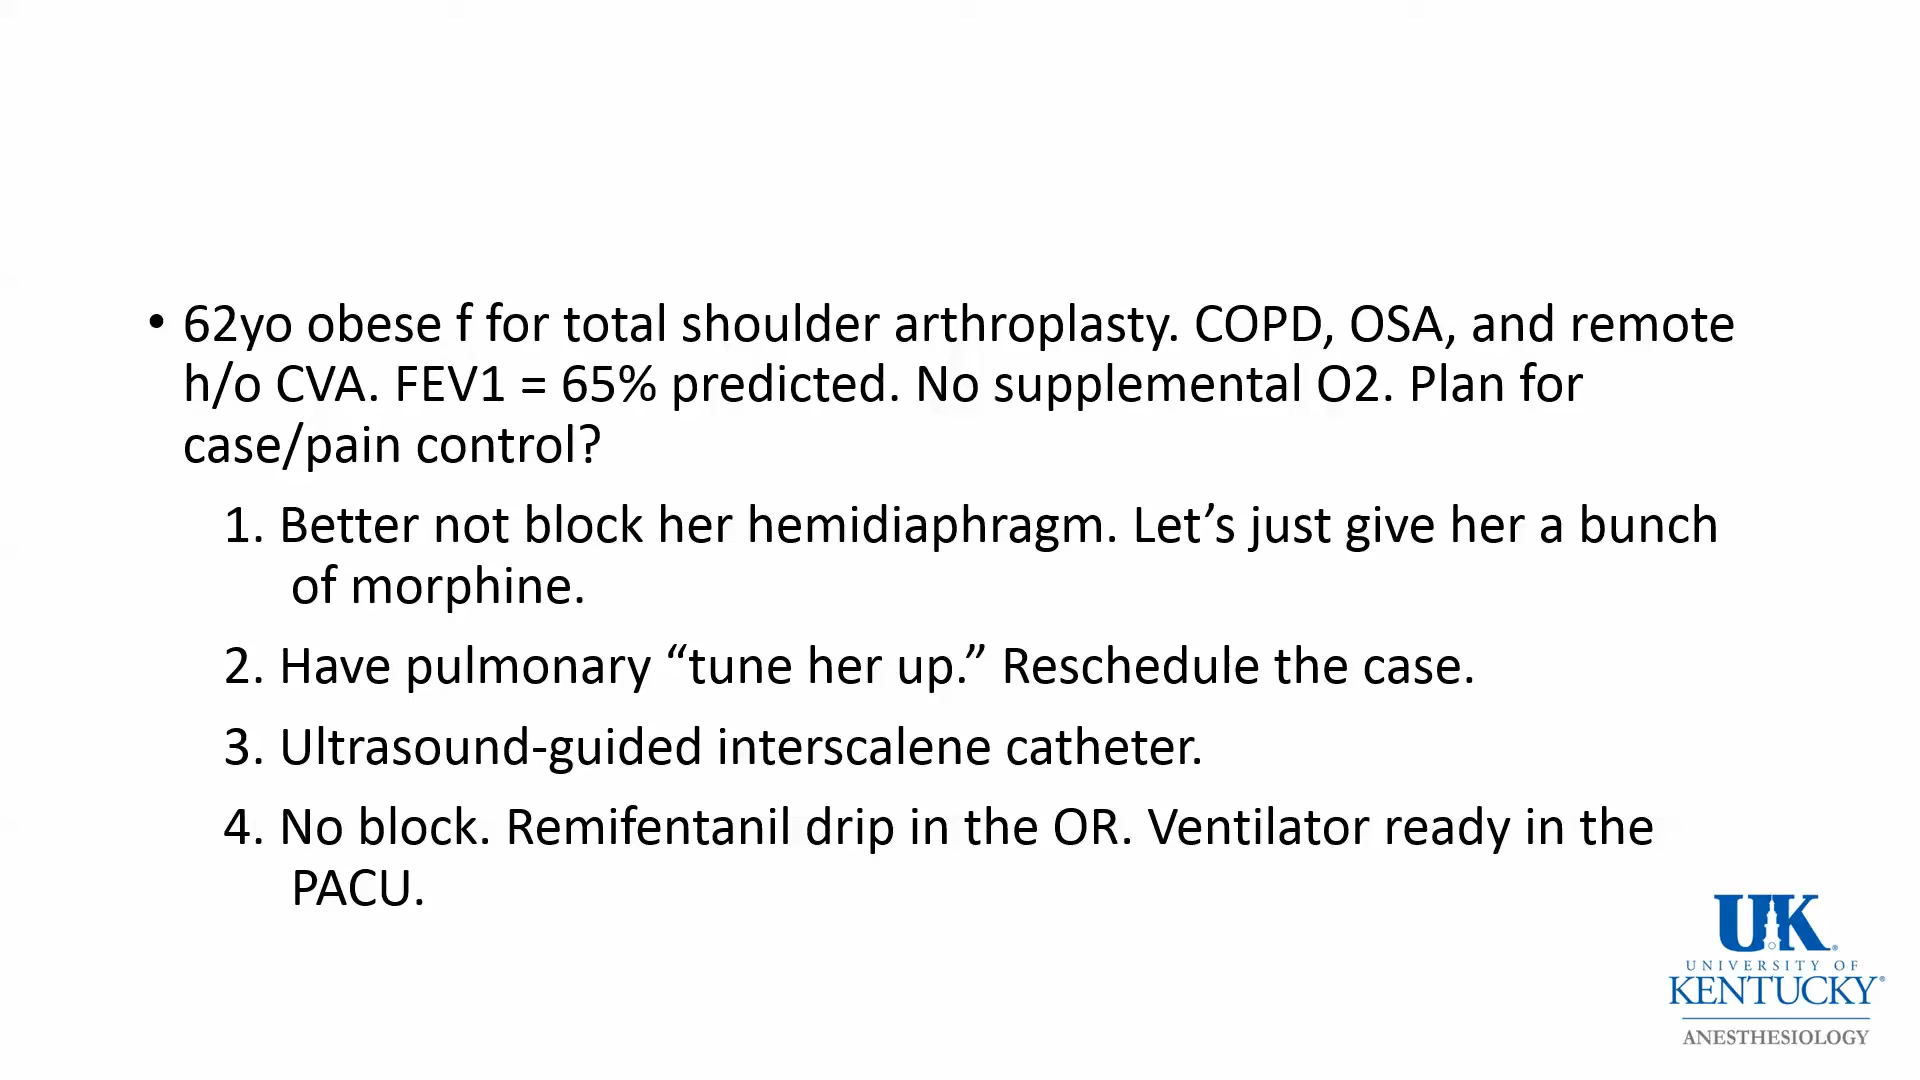 • 62yo obese f for total shoulder arthroplasty. COPD, OSA, and remote
h/o CVA. FEV1 = 65% predicted. No supplemental O2. Plan for
case/pain control?
1. Better not block her hemidiaphragm. Let’s just give her a bunch
of morphine.
2. Have pulmonary “tune her up.” Reschedule the case.
3. Ultrasound-guided interscalene catheter.
4. No block. Remifentanil drip in the OR. Ventilator ready in the
PACU.
UK®
UNIVERSITY OF
KENTUCKY®
ANESTHESIOLOGY